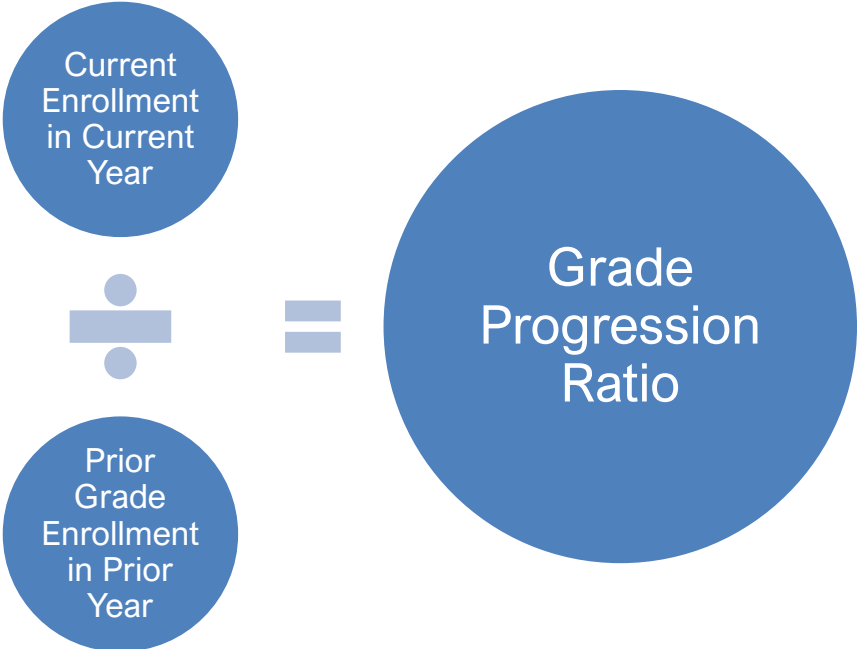 Current
Enrollment
in Current
Year
÷
=
Prior
Grade
Enrollment
in Prior
Year
Grade
Progression
Ratio